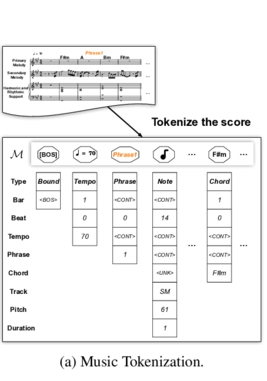 Phrase1
F#m A Bm F#m
Primary Melody
Secondary Melody
Harmonic and Rhythmic Support
Tokenize the score
M [BOS] ♩ = 70 Phrase1 ♪ ... F#m ...
Type Bound Tempo Phrase Note Chord
Bar <BOS> 1 <CONT> <CONT> 1
Beat 0 0 14 0
Tempo 70 <CONT> <CONT> <CONT>
Phrase 1 <CONT> <CONT>
Chord <UNK> F#m
Track SM
Pitch 61
Duration 1
(a) Music Tokenization.